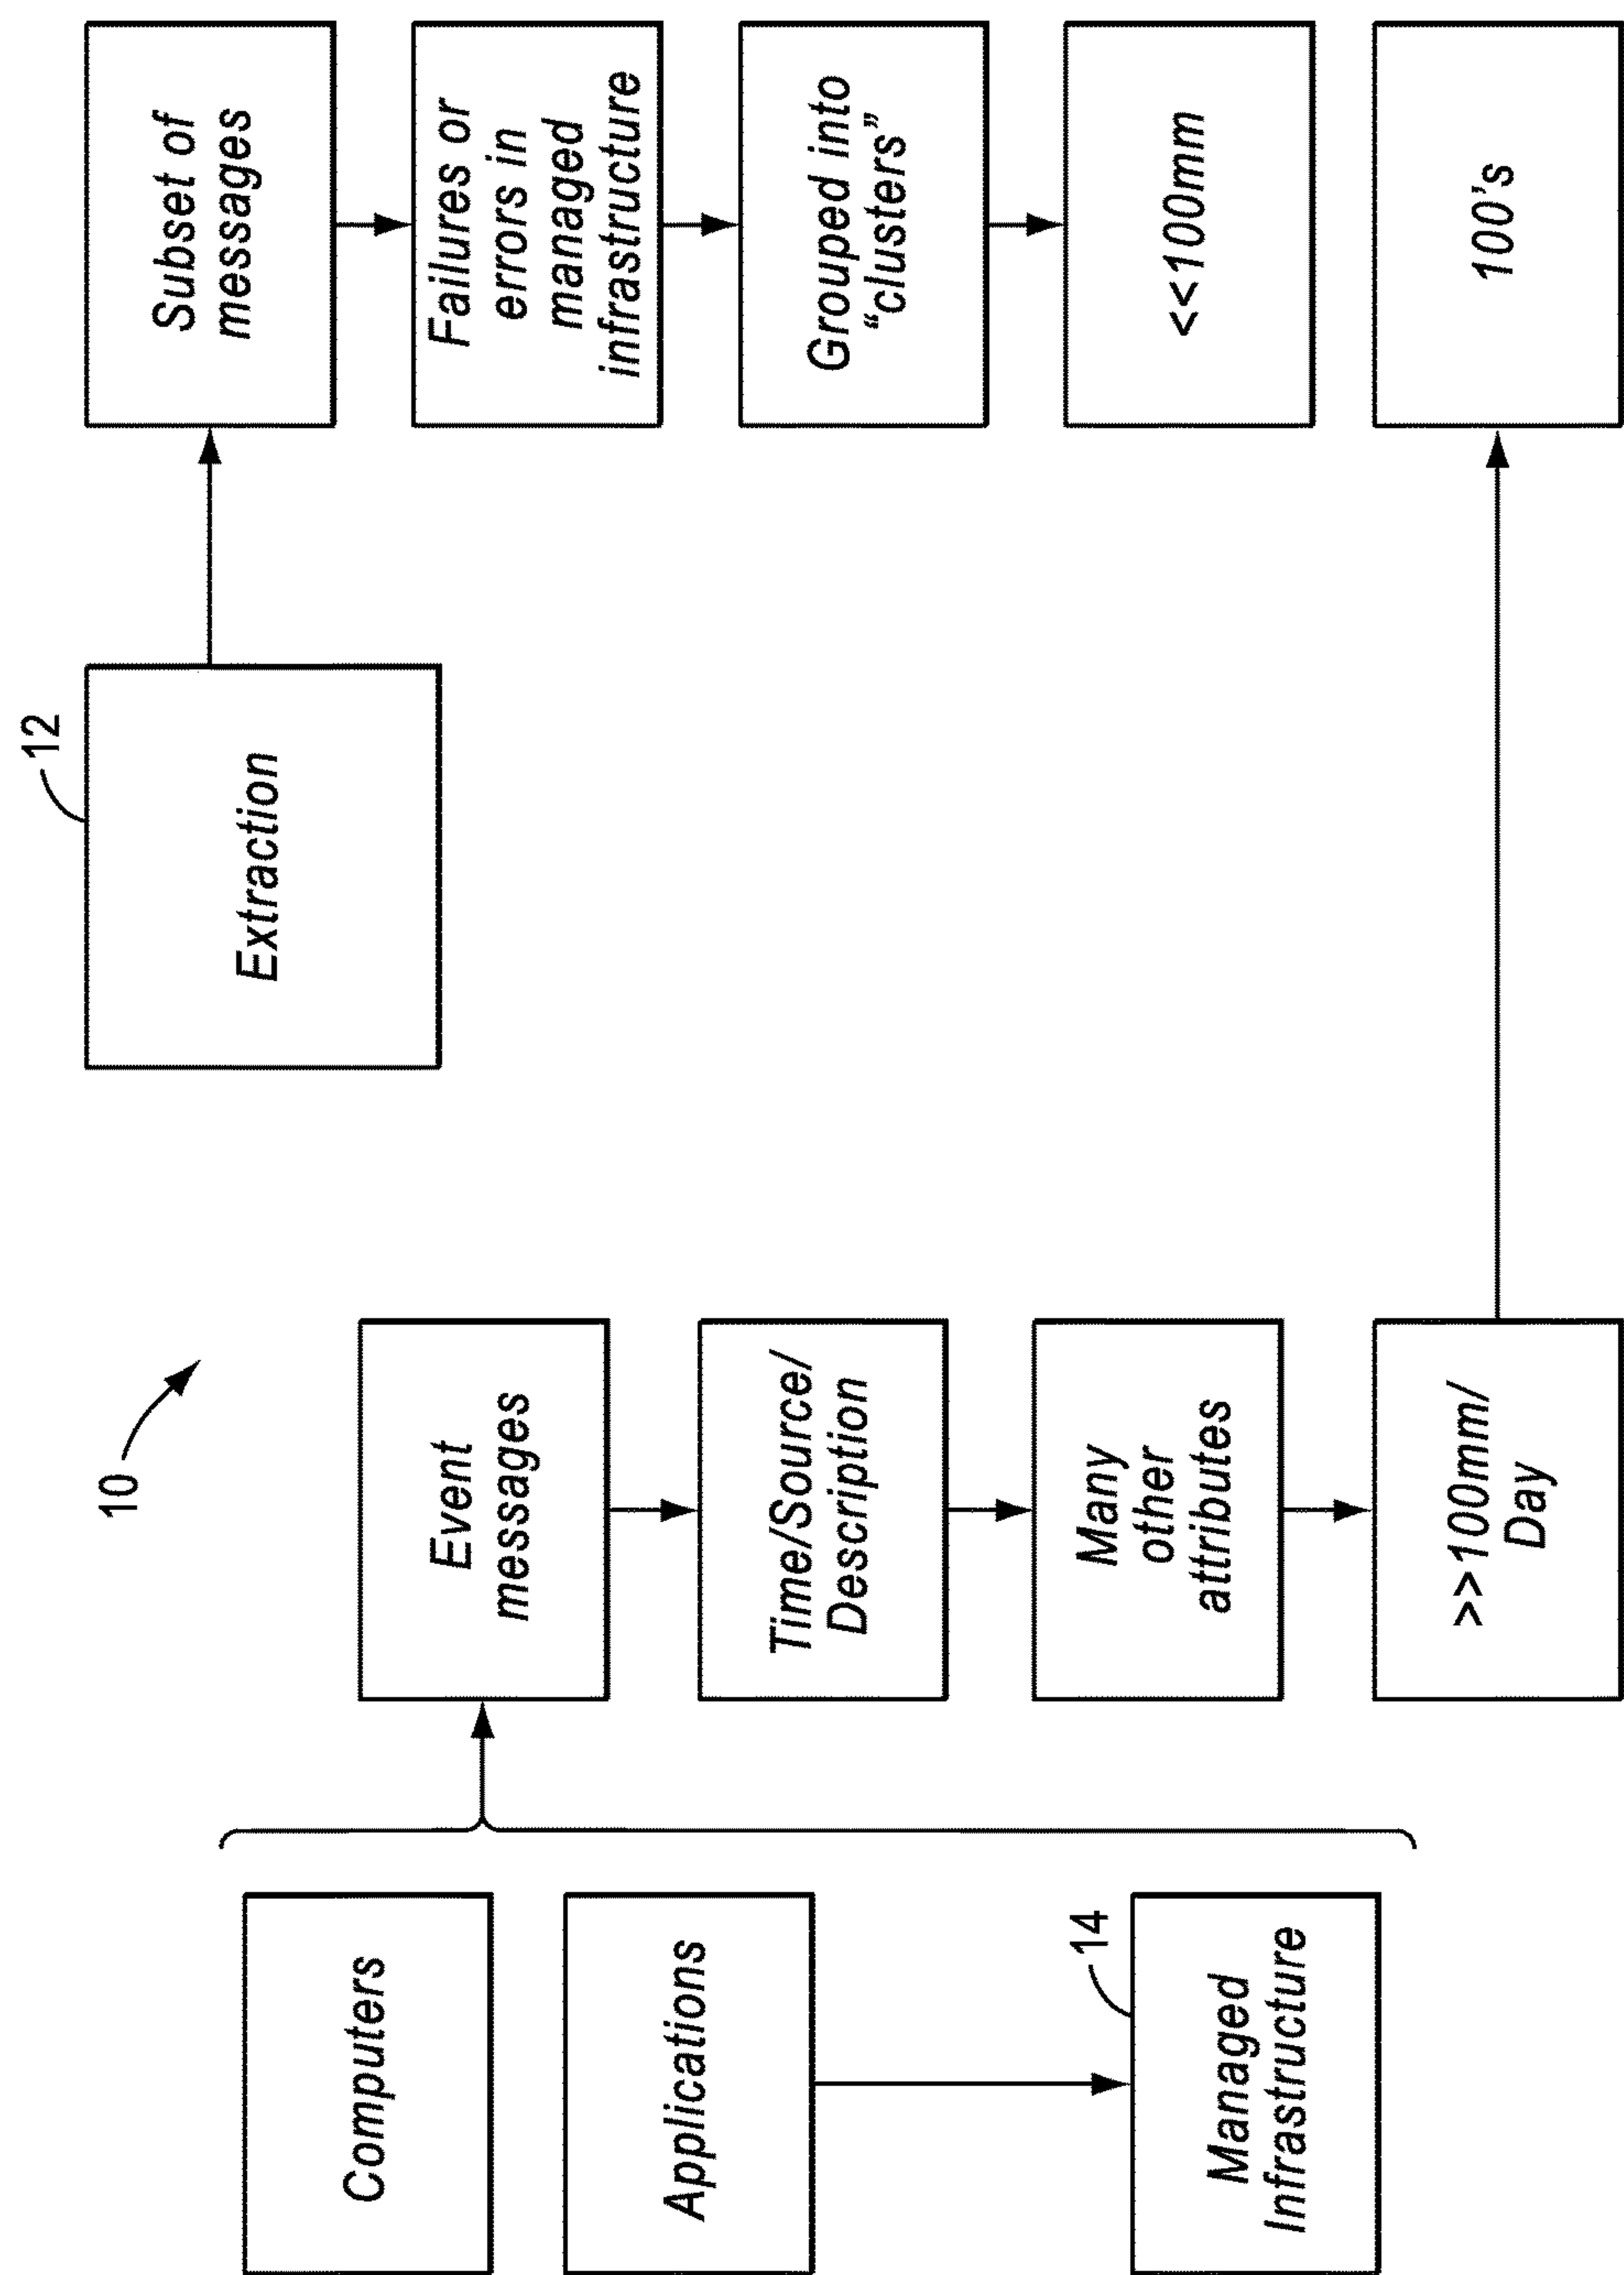 10
12
Computers
Applications
14
Managed
Infrastructure
Event
messages
Time/Source/
Description
Many
other
attributes
>>100mm/
Day
Extraction
Subset of
messages
Failures or
errors in
managed
infrastructure
Grouped into
“clusters”
<<100mm
100’s